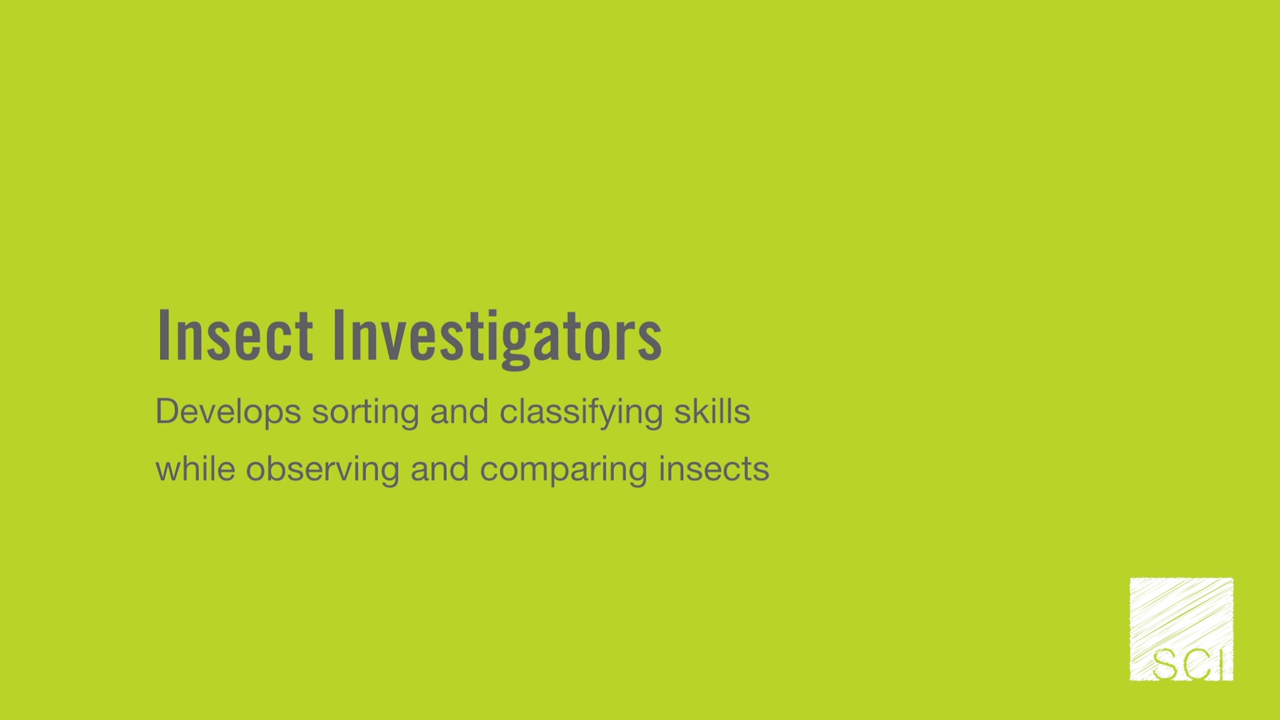 Insect Investigators
Develops sorting and classifying skills
while observing and comparing insects
SCI